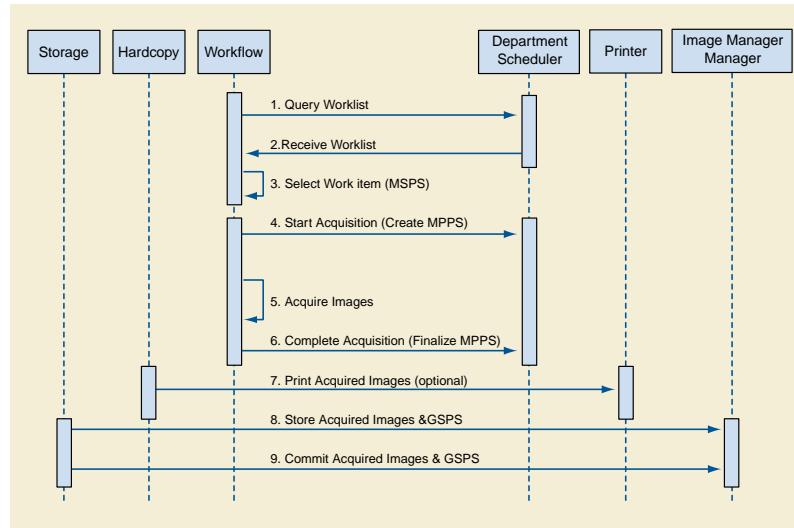 Storage
Hardcopy
Workflow
Department
Scheduler
Printer
Image Manager
Manager
1. Query Worklist
2.Receive Worklist
3. Select Work item (MSPS)
4. Start Acquisition (Create MPPS)
5. Acquire Images
6. Complete Acquisition (Finalize MPPS)
7. Print Acquired Images (optional)
8. Store Acquired Images &GSPS
9. Commit Acquired Images & GSPS